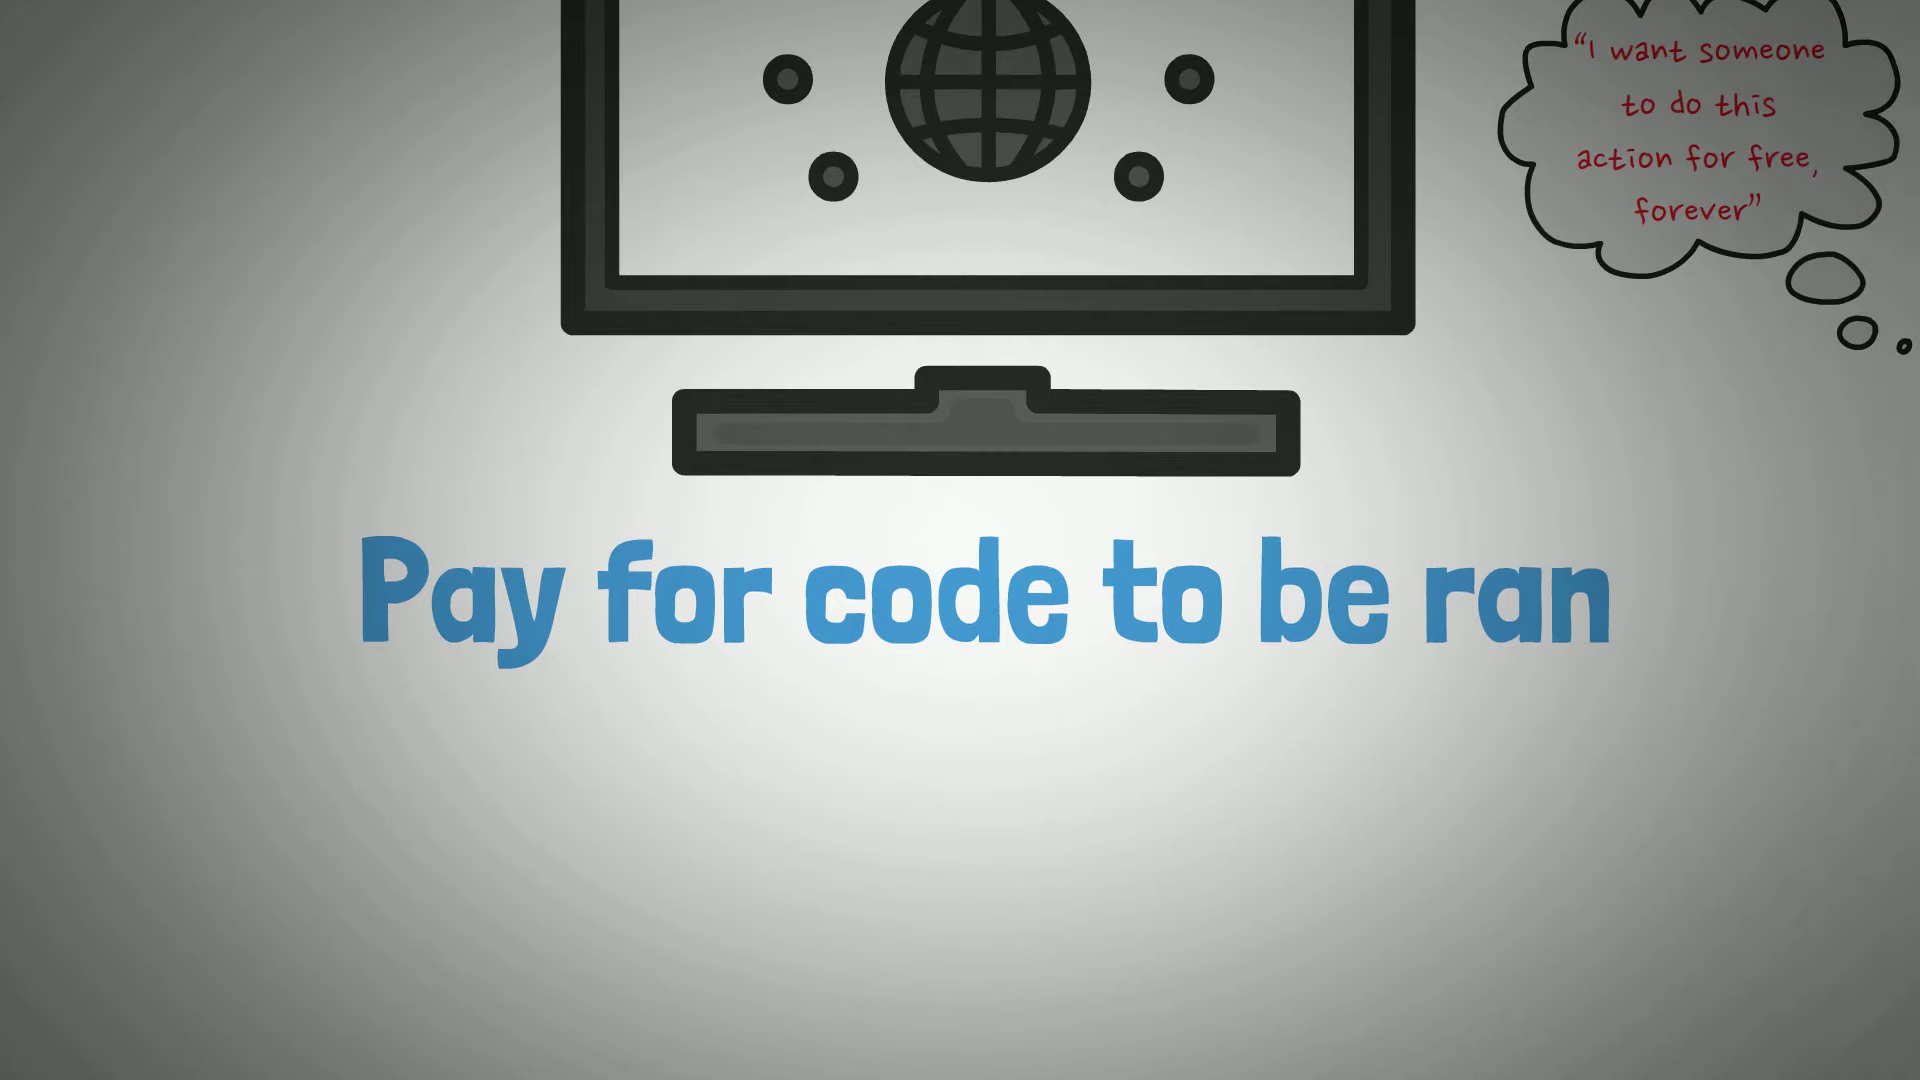 “I want someone
to do this
action for free,
forever”
Pay for code to be ran